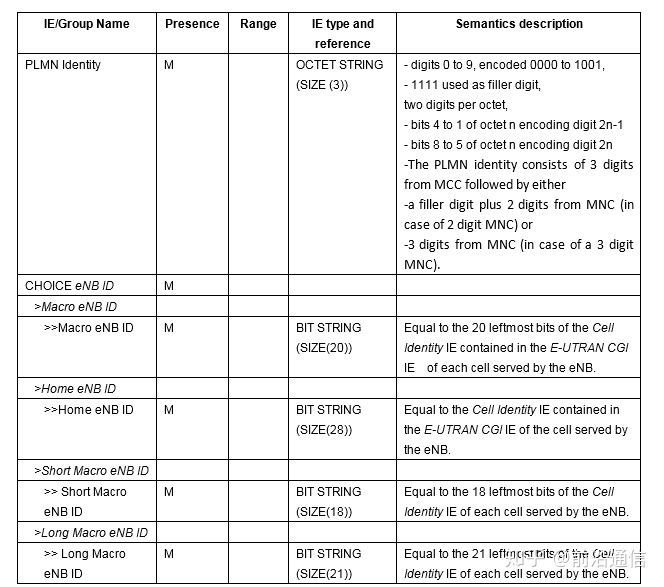 IE/Group Name Presence Range IE type and reference Semantics description
PLMN Identity M OCTET STRING (SIZE (3))
- digits 0 to 9, encoded 0000 to 1001,
- 1111 used as filler digit,
two digits per octet,
- bits 4 to 1 of octet n encoding digit 2n-1
- bits 8 to 5 of octet n encoding digit 2n
-The PLMN identity consists of 3 digits
from MCC followed by either
-a filler digit plus 2 digits from MNC (in
case of 2 digit MNC) or
-3 digits from MNC (in case of a 3 digit
MNC).
CHOICE eNB ID M
>Macro eNB ID
>>Macro eNB ID M BIT STRING (SIZE(20))
Equal to the 20 leftmost bits of the Cell
Identity IE contained in the E-UTRAN CGI
IE of each cell served by the eNB.
>Home eNB ID
>>Home eNB ID M BIT STRING (SIZE(28))
Equal to the Cell Identity IE contained in
the E-UTRAN CGI IE of the cell served by
the eNB.
>Short Macro eNB ID
>> Short Macro eNB ID M BIT STRING (SIZE(18))
Equal to the 18 leftmost bits of the Cell
Identity IE of each cell served by the eNB.
>Long Macro eNB ID
>> Long Macro eNB ID M BIT STRING (SIZE(21))
Equal to the 21 leftmost bits of the Cell
Identity IE of each cell served by the eNB.
知乎 @前沿通信